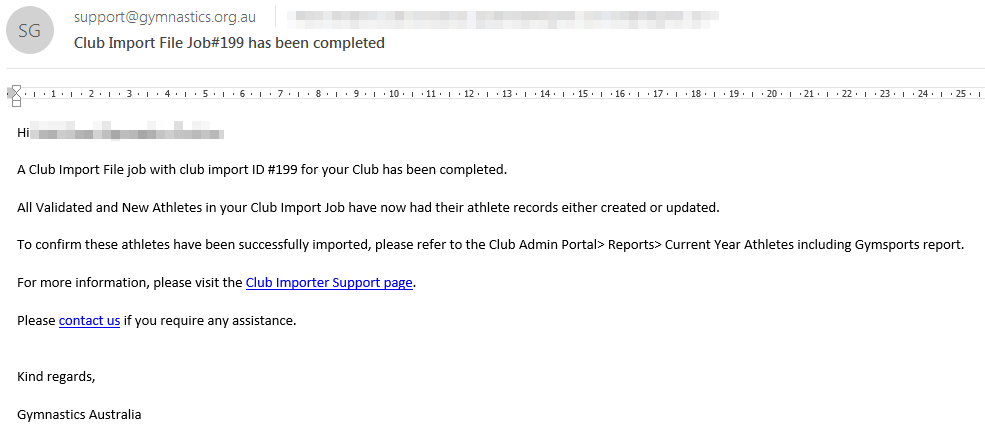 SG
support@gymnastics.org.au
Club Import File Job#199 has been completed
1 2 3 4 5 6 7 8 9 10 11 12 13 14 15 16 17 18 19 20 21 22 23 24 25
Hi
A Club Import File job with club import ID #199 for your Club has been completed.
All Validated and New Athletes in your Club Import Job have now had their athlete records either created or updated.
To confirm these athletes have been successfully imported, please refer to the Club Admin Portal> Reports> Current Year Athletes including Gymsports report.
For more information, please visit the Club Importer Support page.
Please contact us if you require any assistance.
Kind regards,
Gymnastics Australia